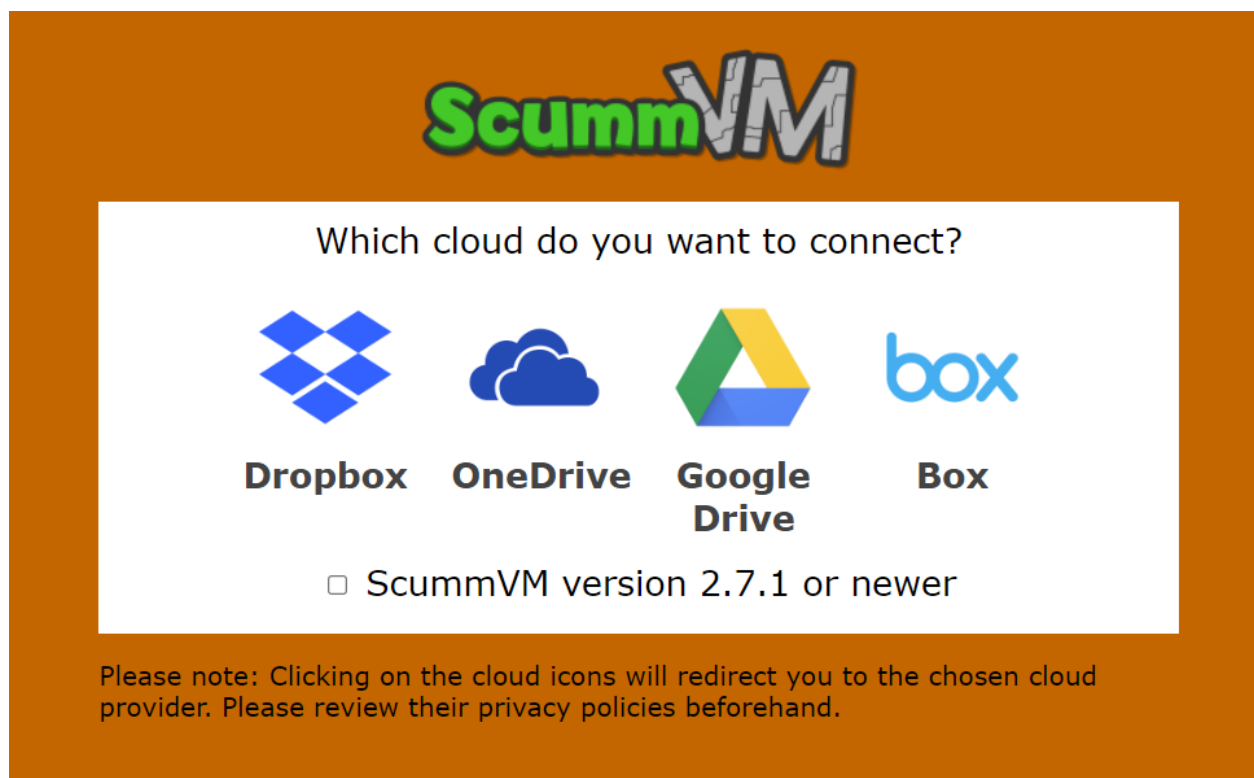 ScummVM
Which cloud do you want to connect?
box
Dropbox OneDrive Google Drive Box
ScummVM version 2.7.1 or newer
Please note: Clicking on the cloud icons will redirect you to the chosen cloud
provider. Please review their privacy policies beforehand.